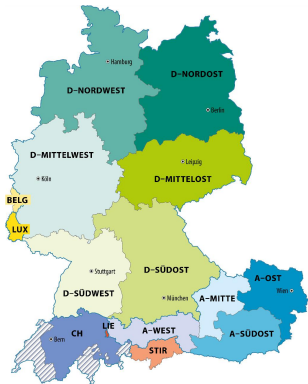 Hamburg
D–NORDOST
D–NORDWEST
Berlin
D–MITTELWEST
Leipzig
D–MITTELOST
Köln
BELG
LUX
Stuttgart
D–SÜDOST
A–OST
D–SÜDWEST
München
A–MITTE
Wien
LIE
CH
A–WEST
A–SÜDOST
Bern
STIR